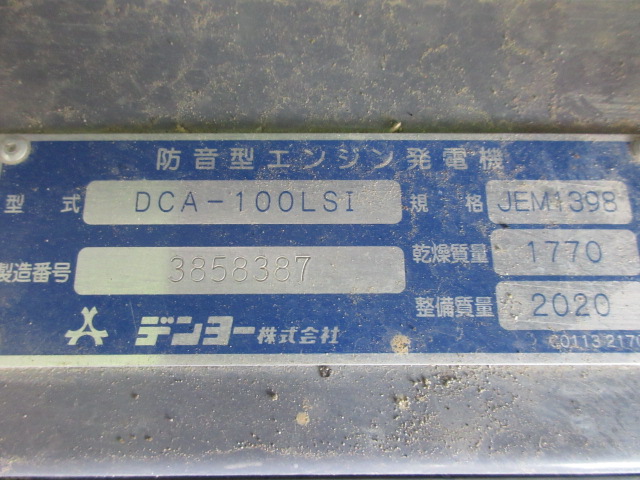 防音型エンジン発電機
型式 DCA-100LSI 規格 JEM1398
製造番号 3858387 乾燥質量 1770
整備質量 2020
デンヨー株式会社
C0113 2170